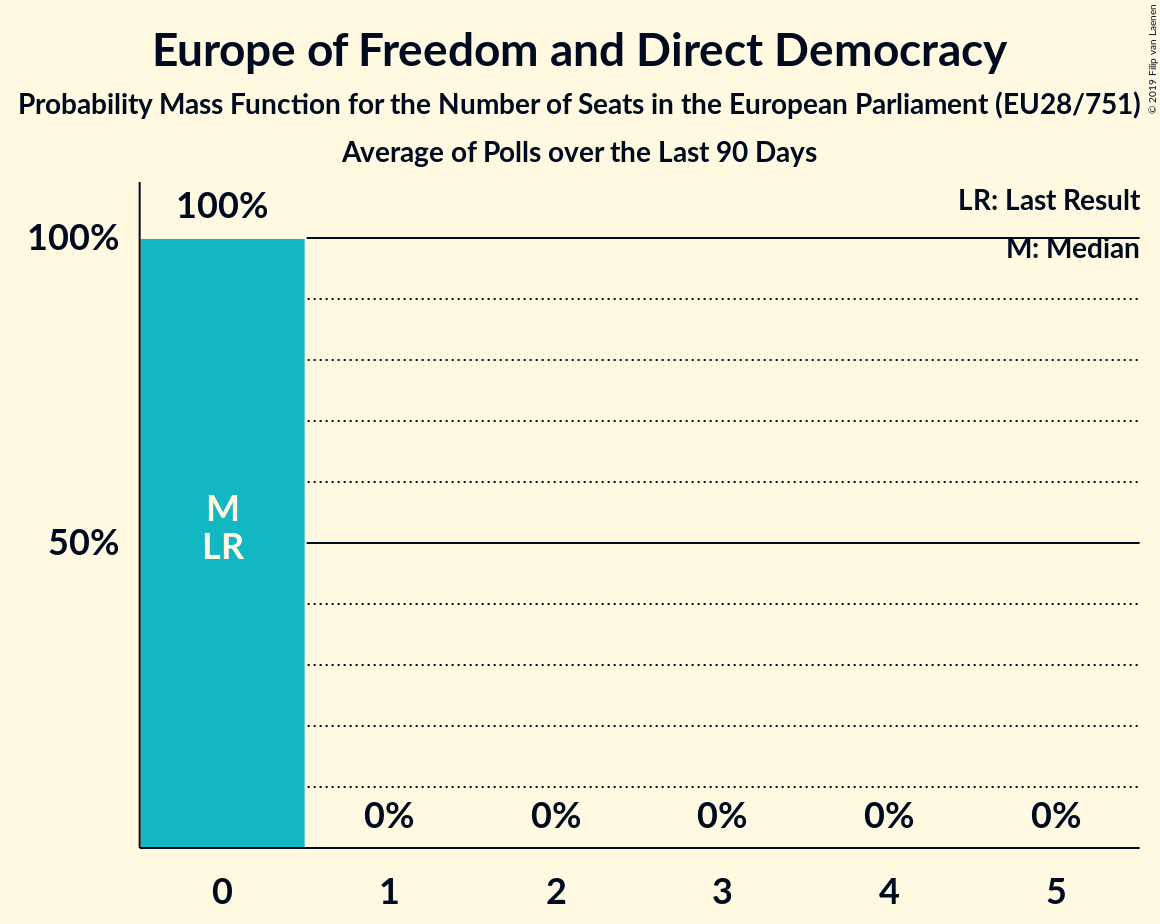 Europe of Freedom and Direct Democracy
Probability Mass Function for the Number of Seats in the European Parliament (EU28/751)
Average of Polls over the Last 90 Days
© 2019 Filip van Laenen
LR: Last Result
M: Median
100%
100%
50%
M
LR
0% 0% 0% 0% 0%
0 1 2 3 4 5